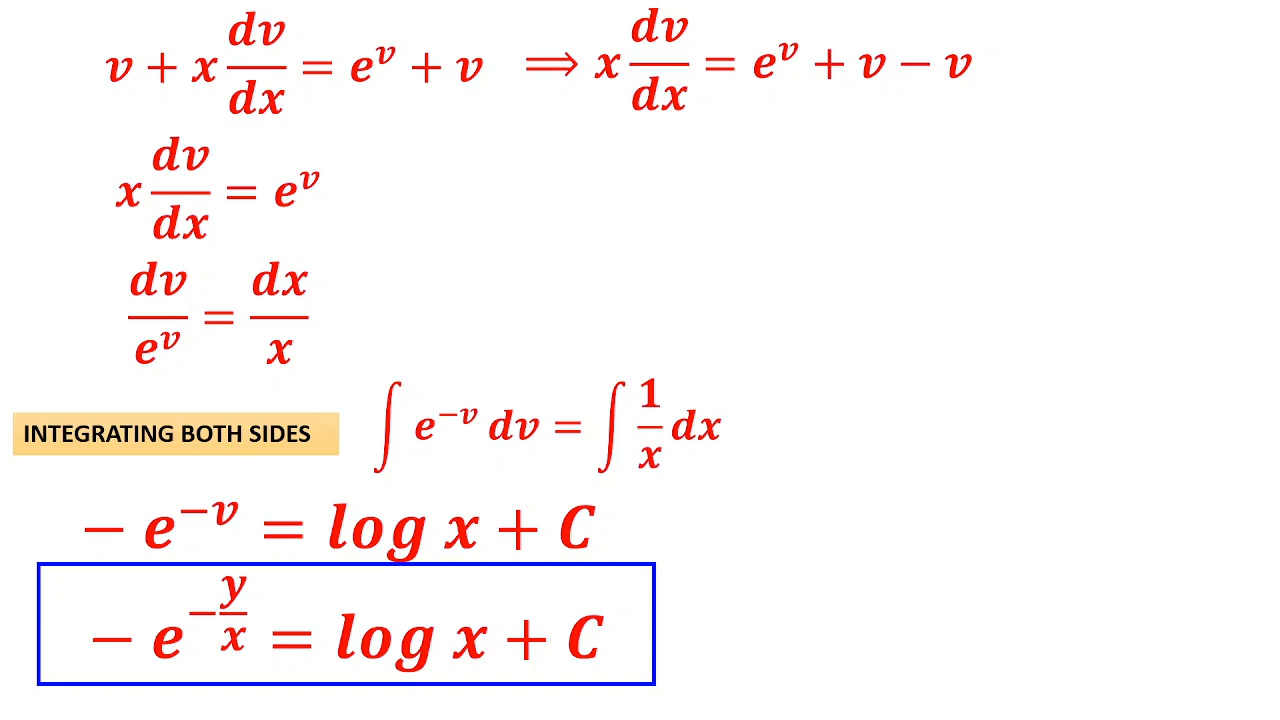 v + x dv/dx = e^v + v ⟹ x dv/dx = e^v + v − v
x dv/dx = e^v
dv/e^v = dx/x
INTEGRATING BOTH SIDES ∫ e^{−v} dv = ∫ 1/x dx
− e^{−v} = log x + C
− e^{−y/x} = log x + C